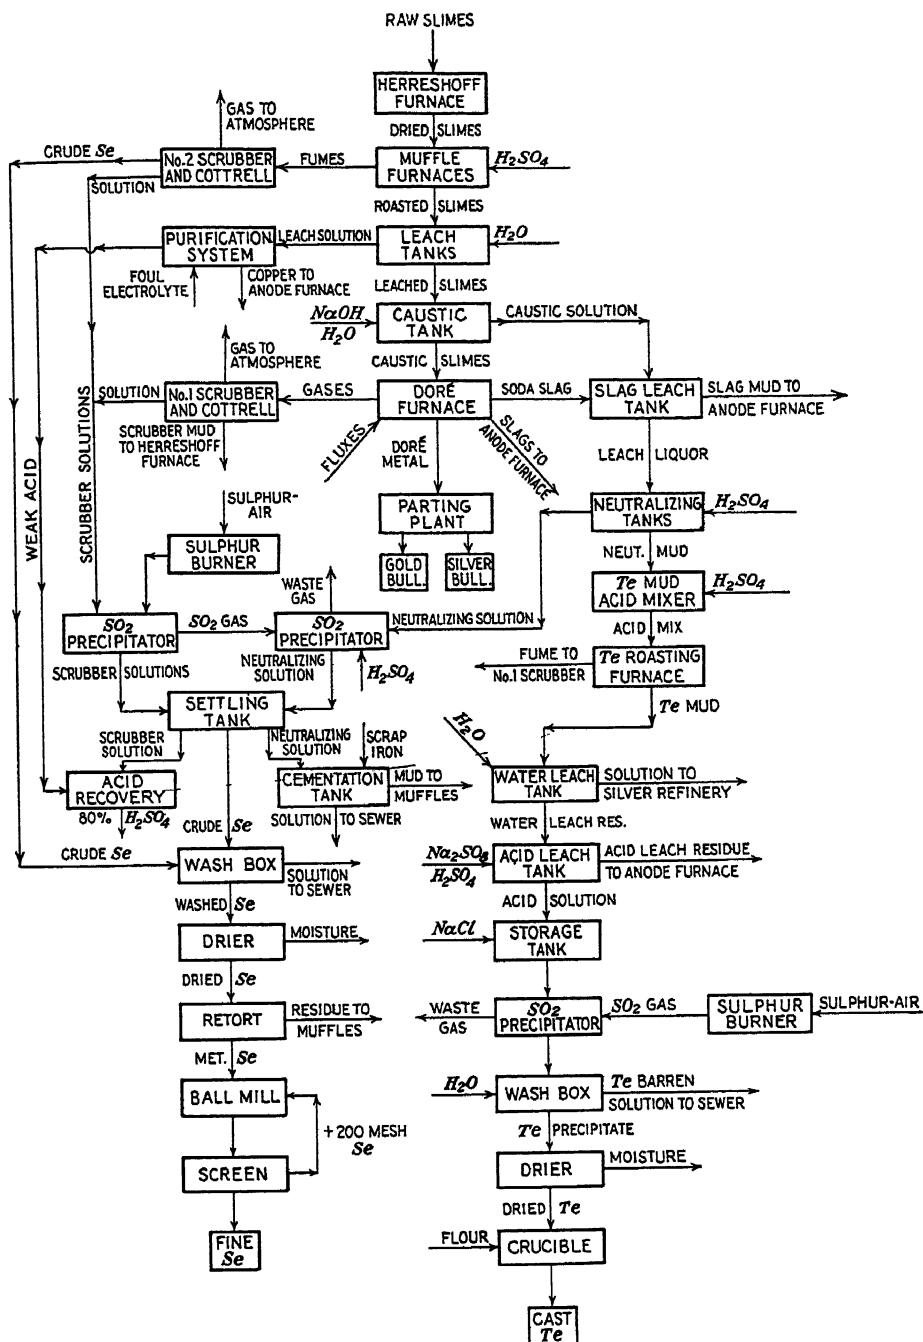 RAW SLIMES
HERRESHOFF
FURNACE
GAS TO
ATMOSPHERE
DRIED SLIMES
CRUDE Se
No.2 SCRUBBER
AND COTTRELL
FUMES
MUFFLE
FURNACES
H2SO4
SOLUTION
ROASTED SLIMES
PURIFICATION
SYSTEM
LEACH SOLUTION
LEACH
TANKS
H2O
FOUL
ELECTROLYTE
COPPER TO
ANODE FURNACE
LEACHED SLIMES
NaOH
H2O
CAUSTIC
TANK
CAUSTIC SOLUTION
GAS TO
ATMOSPHERE
CAUSTIC SLIMES
SOLUTION
No.1 SCRUBBER
AND COTTRELL
GASES
DORÉ
FURNACE
SODA SLAG
SLAG LEACH
TANK
SLAG MUD TO
ANODE FURNACE
SCRUBBER MUD
TO HERRESHOFF
FURNACE
FLUXES
DORÉ
METAL
SLAGS TO
ANODE FURNACE
LEACH LIQUOR
WEAK ACID
SCRUBBER SOLUTIONS
SULPHUR-
AIR
PARTING
PLANT
NEUTRALIZING
TANKS
H2SO4
SULPHUR
BURNER
GOLD
BULL.
SILVER
BULL.
NEUT. MUD
WASTE
GAS
Te MUD
ACID MIXER
H2SO4
SO2
PRECIPITATOR
SO2 GAS
SO2
PRECIPITATOR
NEUTRALIZING SOLUTION
ACID MIX
SCRUBBER SOLUTIONS
NEUTRALIZING
SOLUTION
H2SO4
FUME TO
No.1 SCRUBBER
Te ROASTING
FURNACE
SETTLING
TANK
Te MUD
SCRUBBER
SOLUTION
NEUTRALIZING
SOLUTION
SCRAP
IRON
H2O
ACID
RECOVERY
CEMENTATION
TANK
MUD TO
MUFFLES
WATER LEACH
TANK
SOLUTION TO
SILVER REFINERY
80% H2SO4
CRUDE Se
SOLUTION TO SEWER
WATER LEACH RES.
CRUDE Se
WASH BOX
SOLUTION
TO SEWER
Na2SO3
H2SO4
ACID LEACH
TANK
ACID LEACH RESIDUE
TO ANODE FURNACE
WASHED Se
ACID SOLUTION
DRIER
MOISTURE
NaCl
STORAGE
TANK
DRIED Se
RETORT
RESIDUE TO
MUFFLES
WASTE
GAS
SO2
PRECIPITATOR
SO2 GAS
SULPHUR
BURNER
SULPHUR-AIR
MET. Se
BALL MILL
H2O
WASH BOX
Te BARREN
SOLUTION TO SEWER
+200 MESH
Se
Te PRECIPITATE
SCREEN
DRIER
MOISTURE
DRIED Te
FINE
Se
FLOUR
CRUCIBLE
CAST
Te